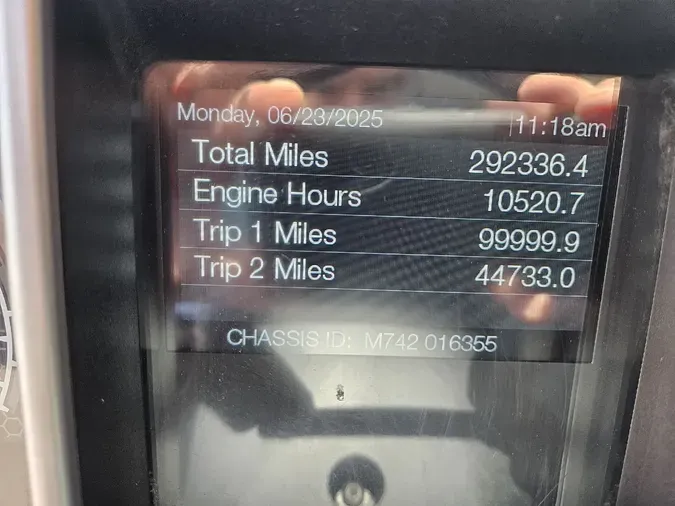 Monday, 06/23/2025 11:18am
Total Miles 292336.4
Engine Hours 10520.7
Trip 1 Miles 99999.9
Trip 2 Miles 44733.0
CHASSIS ID: M742 016355